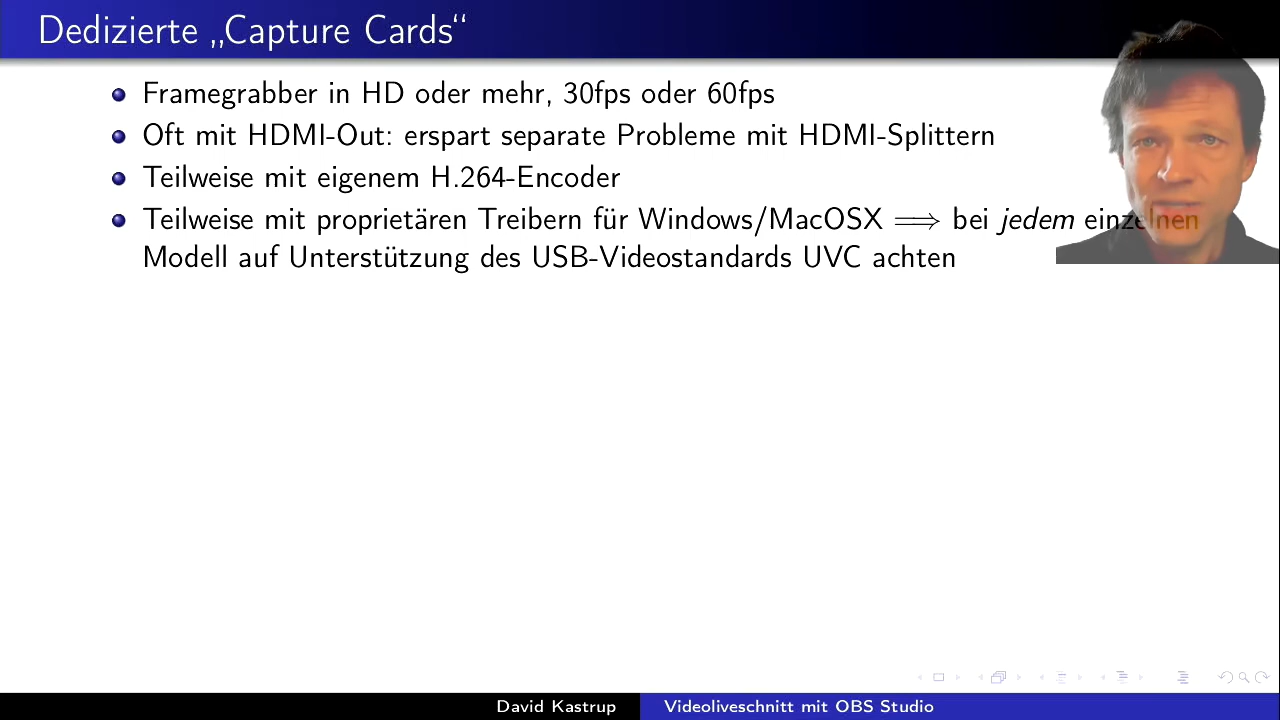 Dedizierte „Capture Cards“
Framegrabber in HD oder mehr, 30fps oder 60fps
Oft mit HDMI-Out: erspart separate Probleme mit HDMI-Splittern
Teilweise mit eigenem H.264-Encoder
Teilweise mit proprietären Treibern für Windows/MacOSX ⟹ bei jedem einzelnen
Modell auf Unterstützung des USB-Videostandards UVC achten
David Kastrup
Videoliveschnitt mit OBS Studio